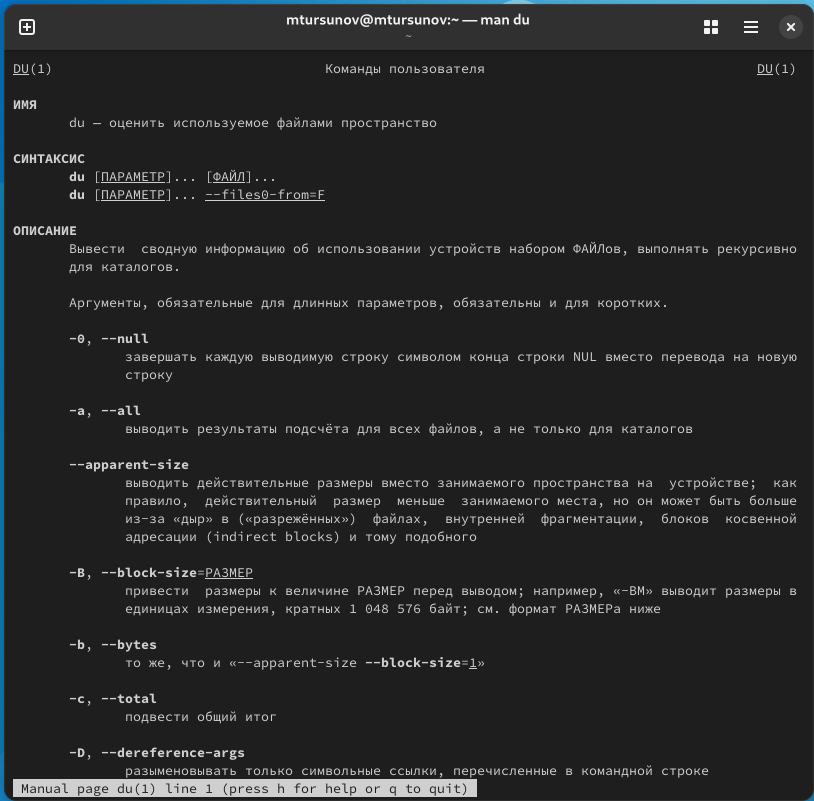 mtursunov@mtursunov:~ — man du
~
DU(1) Команды пользователя DU(1)
ИМЯ
du — оценить используемое файлами пространство
СИНТАКСИС
du [ПАРАМЕТР]... [ФАЙЛ]...
du [ПАРАМЕТР]... --files0-from=F
ОПИСАНИЕ
Вывести сводную информацию об использовании устройств набором ФАЙЛов, выполнять рекурсивно
для каталогов.
Аргументы, обязательные для длинных параметров, обязательны и для коротких.
-0, --null
завершать каждую выводимую строку символом конца строки NUL вместо перевода на новую
строку
-a, --all
выводить результаты подсчёта для всех файлов, а не только для каталогов
--apparent-size
выводить действительные размеры вместо занимаемого пространства на устройстве; как
правило, действительный размер меньше занимаемого места, но он может быть больше
из-за «дыр» в («разрежённых») файлах, внутренней фрагментации, блоков косвенной
адресации (indirect blocks) и тому подобного
-B, --block-size=РАЗМЕР
привести размеры к величине РАЗМЕР перед выводом; например, «-BM» выводит размеры в
единицах измерения, кратных 1 048 576 байт; см. формат РАЗМЕРа ниже
-b, --bytes
то же, что и «--apparent-size --block-size=1»
-c, --total
подвести общий итог
-D, --dereference-args
разыменовывать только символьные ссылки, перечисленные в командной строке
Manual page du(1) line 1 (press h for help or q to quit)